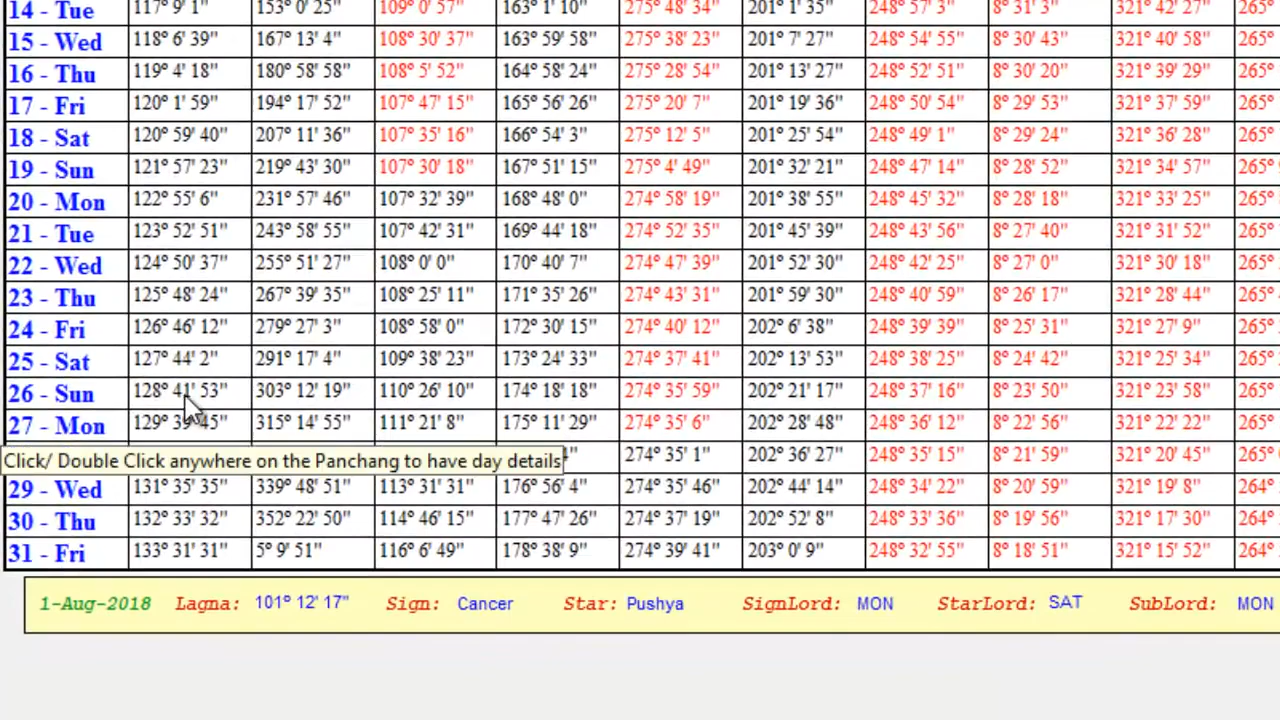 14 - Tue 117° 9' 1" 153° 0' 25" 109° 0' 57" 163° 1' 10" 275° 48' 34" 201° 1' 35" 248° 57' 3" 8° 31' 3" 321° 42' 27" 265°
15 - Wed 118° 6' 39" 167° 13' 4" 108° 30' 37" 163° 59' 58" 275° 38' 23" 201° 7' 27" 248° 54' 55" 8° 30' 43" 321° 40' 58" 265°
16 - Thu 119° 4' 18" 180° 58' 58" 108° 5' 52" 164° 58' 24" 275° 28' 54" 201° 13' 27" 248° 52' 51" 8° 30' 20" 321° 39' 29" 265°
17 - Fri 120° 1' 59" 194° 17' 52" 107° 47' 15" 165° 56' 26" 275° 20' 7" 201° 19' 36" 248° 50' 54" 8° 29' 53" 321° 37' 59" 265°
18 - Sat 120° 59' 40" 207° 11' 36" 107° 35' 16" 166° 54' 3" 275° 12' 5" 201° 25' 54" 248° 49' 1" 8° 29' 24" 321° 36' 28" 265°
19 - Sun 121° 57' 23" 219° 43' 30" 107° 30' 18" 167° 51' 15" 275° 4' 49" 201° 32' 21" 248° 47' 14" 8° 28' 52" 321° 34' 57" 265°
20 - Mon 122° 55' 6" 231° 57' 46" 107° 32' 39" 168° 48' 0" 274° 58' 19" 201° 38' 55" 248° 45' 32" 8° 28' 18" 321° 33' 25" 265°
21 - Tue 123° 52' 51" 243° 58' 55" 107° 42' 31" 169° 44' 18" 274° 52' 35" 201° 45' 39" 248° 43' 56" 8° 27' 40" 321° 31' 52" 265°
22 - Wed 124° 50' 37" 255° 51' 27" 108° 0' 0" 170° 40' 7" 274° 47' 39" 201° 52' 30" 248° 42' 25" 8° 27' 0" 321° 30' 18" 265°
23 - Thu 125° 48' 24" 267° 39' 35" 108° 25' 11" 171° 35' 26" 274° 43' 31" 201° 59' 30" 248° 40' 59" 8° 26' 17" 321° 28' 44" 265°
24 - Fri 126° 46' 12" 279° 27' 3" 108° 58' 0" 172° 30' 15" 274° 40' 12" 202° 6' 38" 248° 39' 39" 8° 25' 31" 321° 27' 9" 265°
25 - Sat 127° 44' 2" 291° 17' 4" 109° 38' 23" 173° 24' 33" 274° 37' 41" 202° 13' 53" 248° 38' 25" 8° 24' 42" 321° 25' 34" 265°
26 - Sun 128° 41' 53" 303° 12' 19" 110° 26' 10" 174° 18' 18" 274° 35' 59" 202° 21' 17" 248° 37' 16" 8° 23' 50" 321° 23' 58" 265°
27 - Mon 129° 39' 45" 315° 14' 55" 111° 21' 8" 175° 11' 29" 274° 35' 6" 202° 28' 48" 248° 36' 12" 8° 22' 56" 321° 22' 22" 265°
Click/ Double Click anywhere on the Panchang to have day details 274° 35' 1" 202° 36' 27" 248° 35' 15" 8° 21' 59" 321° 20' 45" 265°
29 - Wed 131° 35' 35" 339° 48' 51" 113° 31' 31" 176° 56' 4" 274° 35' 46" 202° 44' 14" 248° 34' 22" 8° 20' 59" 321° 19' 8" 264°
30 - Thu 132° 33' 32" 352° 22' 50" 114° 46' 15" 177° 47' 26" 274° 37' 19" 202° 52' 8" 248° 33' 36" 8° 19' 56" 321° 17' 30" 264°
31 - Fri 133° 31' 31" 5° 9' 51" 116° 6' 49" 178° 38' 9" 274° 39' 41" 203° 0' 9" 248° 32' 55" 8° 18' 51" 321° 15' 52" 264°
1-Aug-2018 Lagna: 101° 12' 17" Sign: Cancer Star: Pushya SignLord: MON StarLord: SAT SubLord: MON